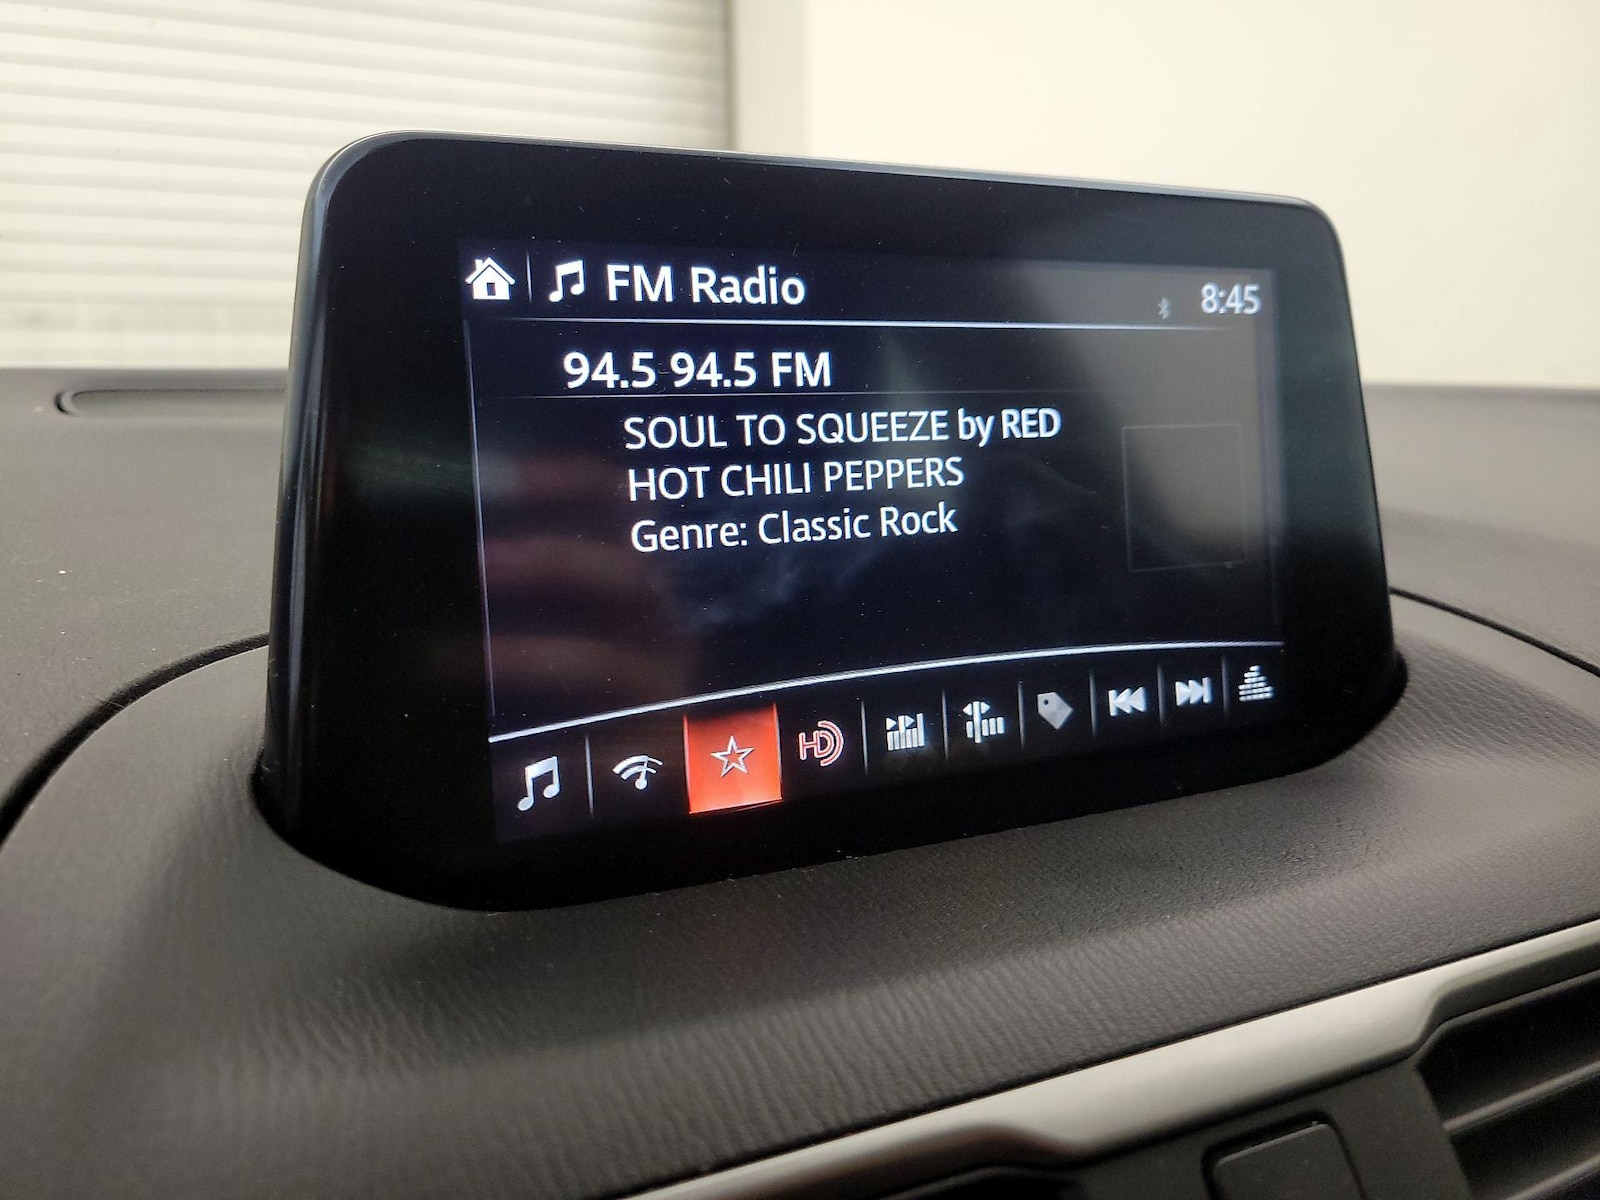 FM Radio
8:45
94.5 94.5 FM
SOUL TO SQUEEZE by RED
HOT CHILI PEPPERS
Genre: Classic Rock
HD